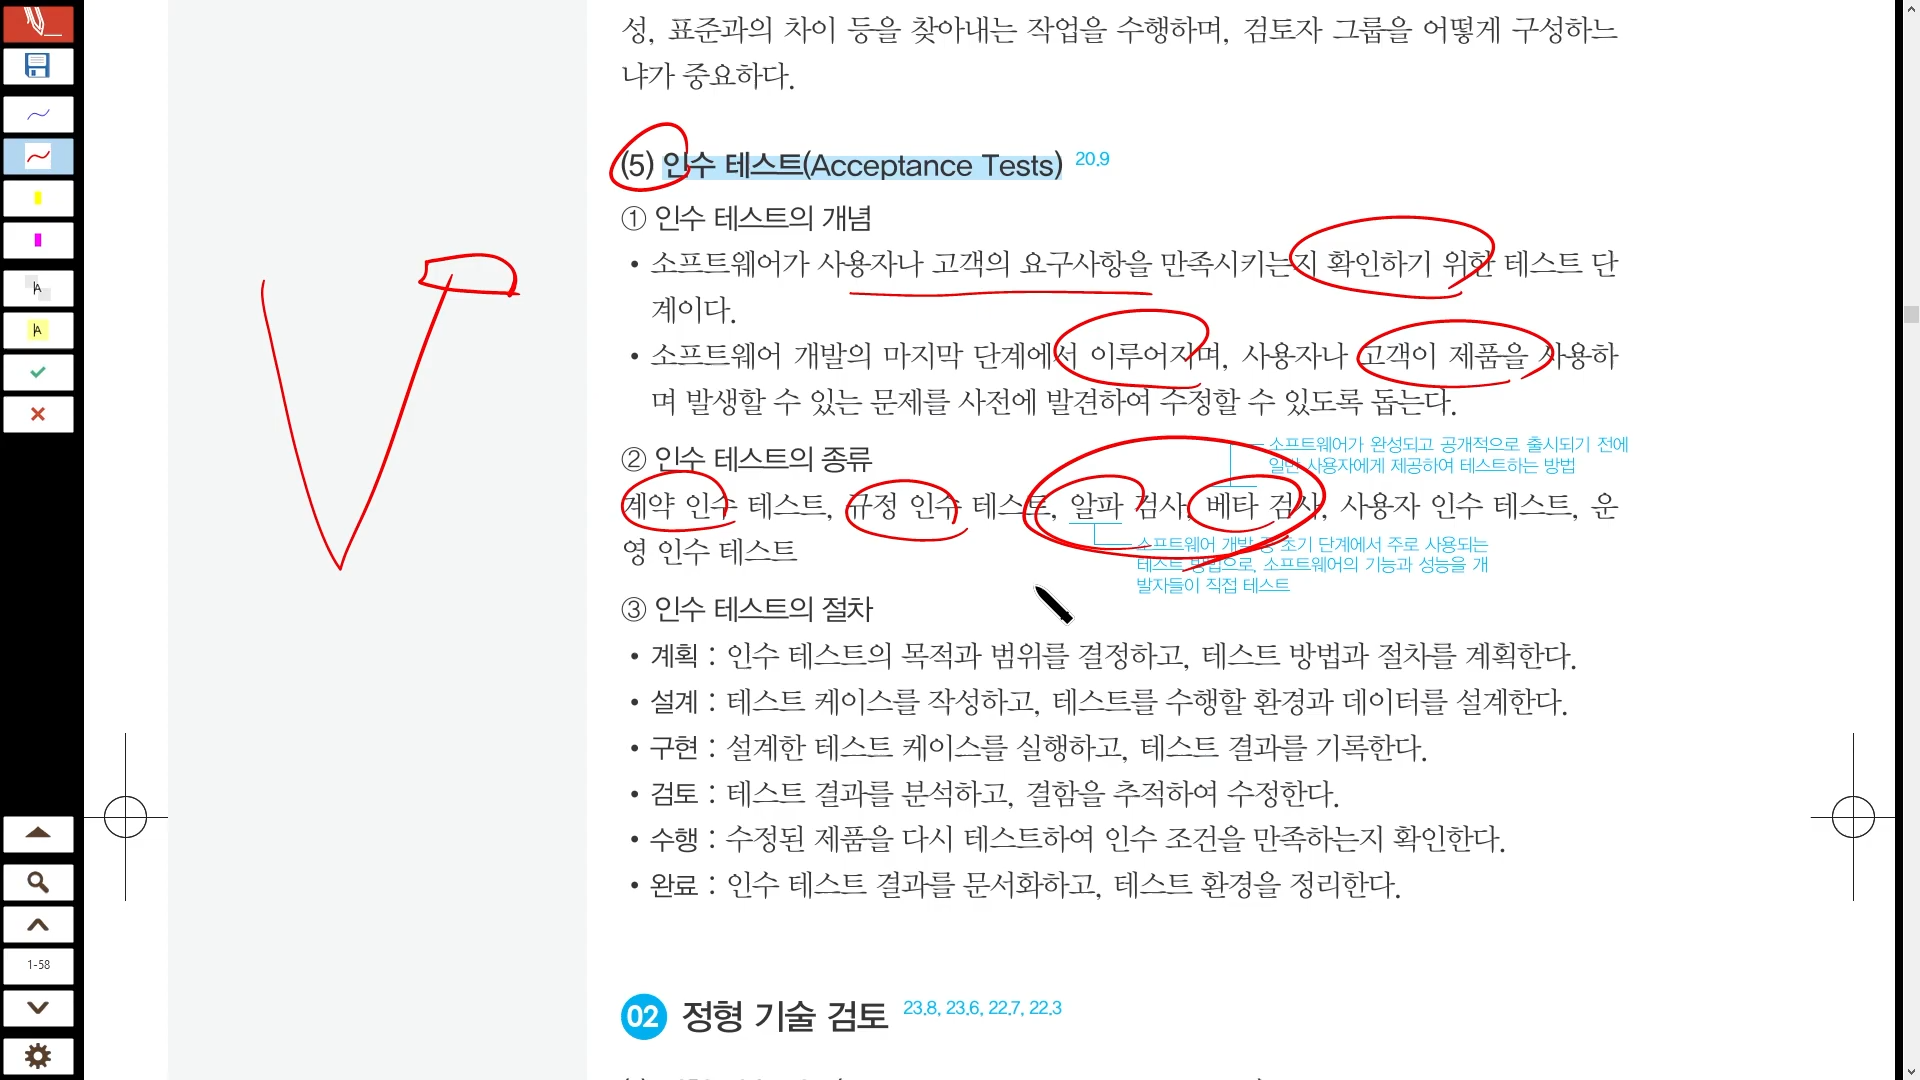 성, 표준과의 차이 등을 찾아내는 작업을 수행하며, 검토자 그룹을 어떻게 구성하느
냐가 중요하다.
(5) 인수 테스트(Acceptance Tests) 20.9
① 인수 테스트의 개념
• 소프트웨어가 사용자나 고객의 요구사항을 만족시키는지 확인하기 위한 테스트 단
계이다.
• 소프트웨어 개발의 마지막 단계에서 이루어지며, 사용자나 고객이 제품을 사용하
며 발생할 수 있는 문제를 사전에 발견하여 수정할 수 있도록 돕는다.
소프트웨어가 완성되고 공개적으로 출시되기 전에
일반 사용자에게 제공하여 테스트하는 방법
② 인수 테스트의 종류
계약 인수 테스트, 규정 인수 테스트, 알파 검사, 베타 검사, 사용자 인수 테스트, 운
영 인수 테스트
소프트웨어 개발 중 초기 단계에서 주로 사용되는
테스트 방법으로, 소프트웨어의 기능과 성능을 개
발자들이 직접 테스트
③ 인수 테스트의 절차
• 계획 : 인수 테스트의 목적과 범위를 결정하고, 테스트 방법과 절차를 계획한다.
• 설계 : 테스트 케이스를 작성하고, 테스트를 수행할 환경과 데이터를 설계한다.
• 구현 : 설계한 테스트 케이스를 실행하고, 테스트 결과를 기록한다.
• 검토 : 테스트 결과를 분석하고, 결함을 추적하여 수정한다.
• 수행 : 수정된 제품을 다시 테스트하여 인수 조건을 만족하는지 확인한다.
• 완료 : 인수 테스트 결과를 문서화하고, 테스트 환경을 정리한다.
1-58
02 정형 기술 검토 23.8, 23.6, 22.7, 22.3